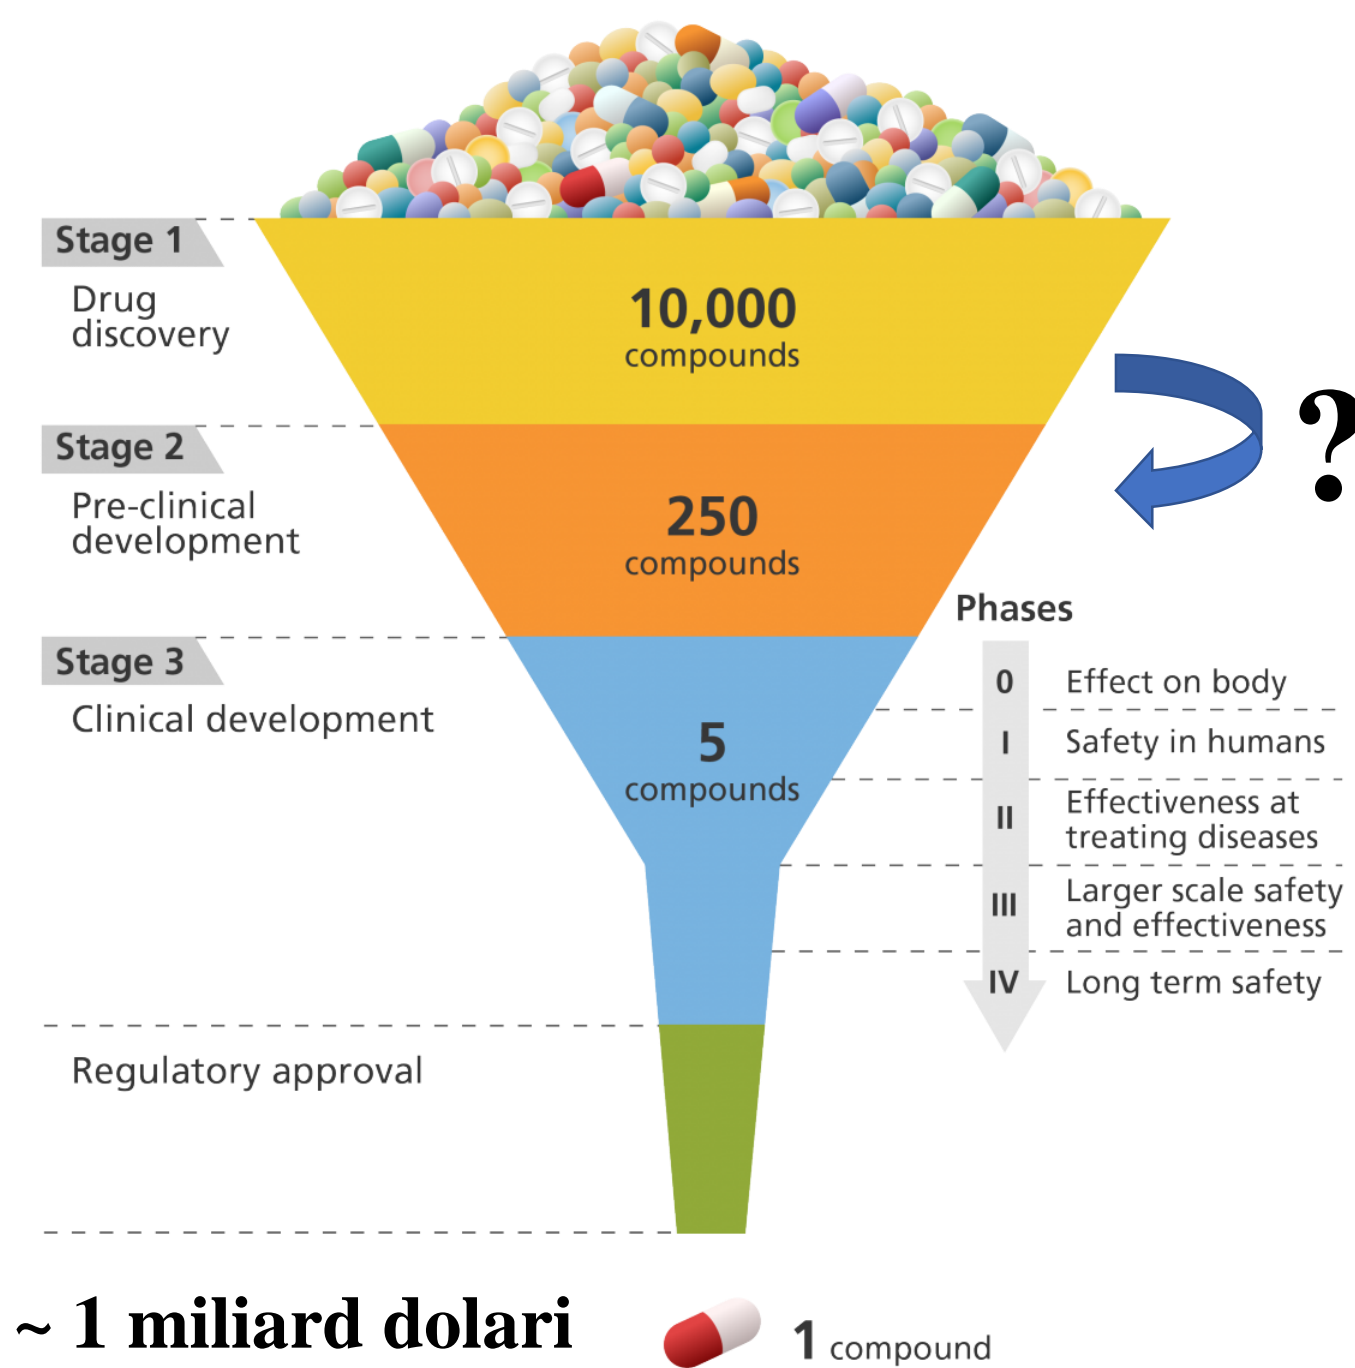 Stage 1
Drug
discovery
10,000
compounds
?
Stage 2
Pre-clinical
development
250
compounds
Stage 3
Clinical development
5
compounds
Phases
0 Effect on body
I Safety in humans
II Effectiveness at
treating diseases
III Larger scale safety
and effectiveness
IV Long term safety
Regulatory approval
~ 1 miliard dolari
1 compound